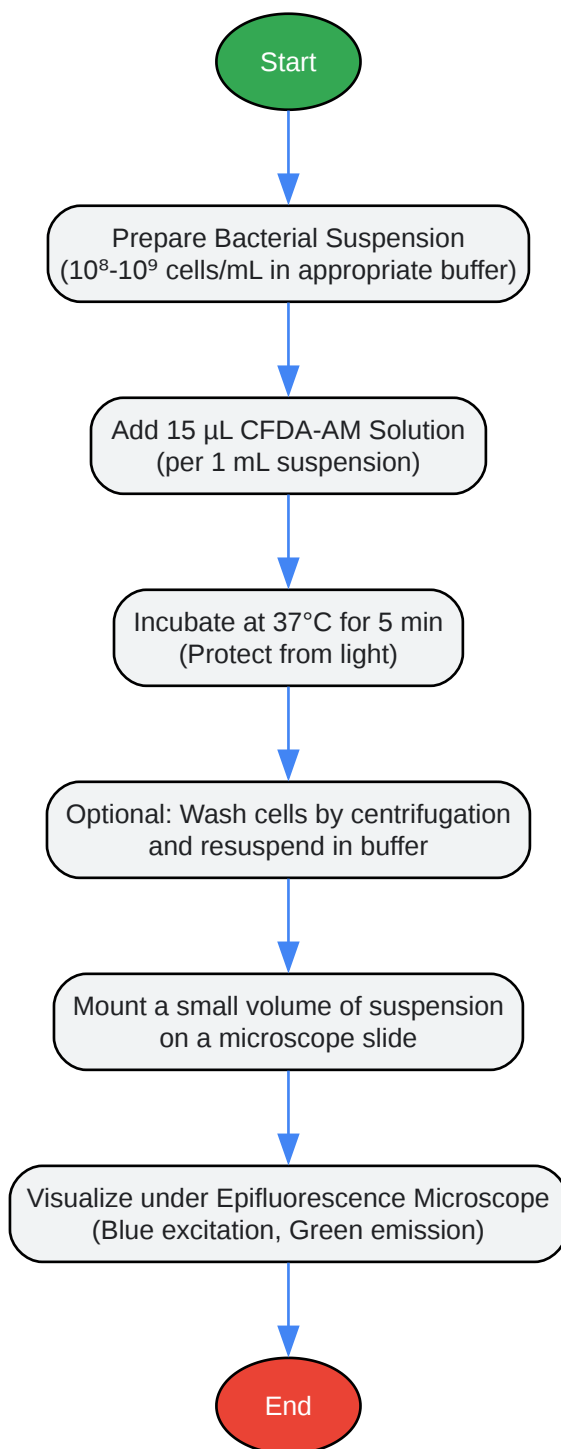 Start
Prepare Bacterial Suspension
(10⁸-10⁹ cells/mL in appropriate buffer)
Add 15 µL CFDA-AM Solution
(per 1 mL suspension)
Incubate at 37°C for 5 min
(Protect from light)
Optional: Wash cells by centrifugation
and resuspend in buffer
Mount a small volume of suspension
on a microscope slide
Visualize under Epifluorescence Microscope
(Blue excitation, Green emission)
End